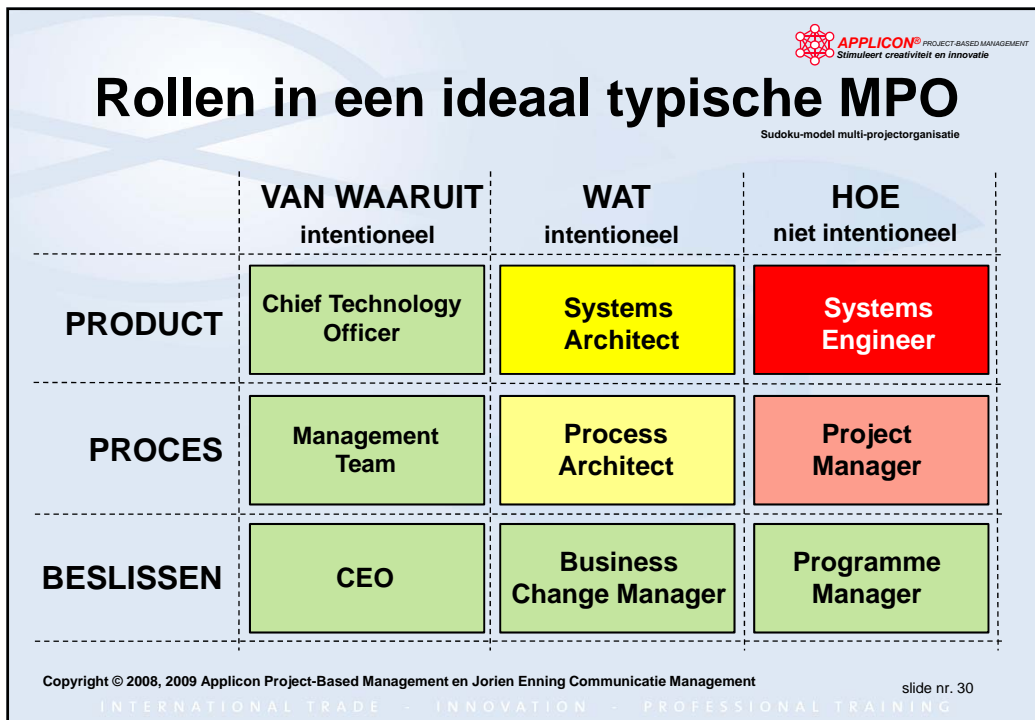 APPLICON® PROJECT-BASED MANAGEMENT
Stimuleert creativiteit en innovatie
Rollen in een ideaal typische MPO
Sudoku-model multi-projectorganisatie
VAN WAARUIT WAT HOE
intentioneel intentioneel niet intentioneel
PRODUCT
Chief Technology
Officer
Systems
Architect
Systems
Engineer
PROCES
Management
Team
Process
Architect
Project
Manager
BESLISSEN
CEO
Business
Change Manager
Programme
Manager
Copyright © 2008, 2009 Applicon Project-Based Management en Jorien Enning Communicatie Management
slide nr. 30
INTERNATIONAL TRADE - INNOVATION - PROFESSIONAL TRAINING